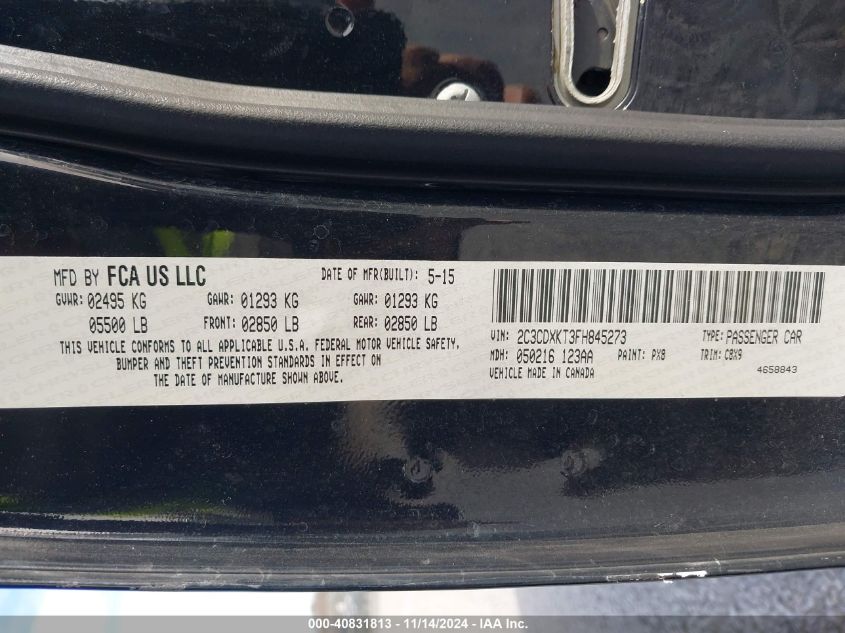 MFD BY FCA US LLC DATE OF MFR(BUILT): 5-15
GVWR: 02495 KG GAWR: 01293 KG GAWR: 01293 KG
05500 LB FRONT: 02850 LB REAR: 02850 LB
THIS VEHICLE CONFORMS TO ALL APPLICABLE U.S.A. FEDERAL MOTOR VEHICLE SAFETY,
BUMPER AND THEFT PREVENTION STANDARDS IN EFFECT ON
THE DATE OF MANUFACTURE SHOWN ABOVE.
VIN: 2C3CDXKT3FH845273 TYPE: PASSENGER CAR
MDH: 050216 123AA PAINT: PX8 TRIM: C8X9
VEHICLE MADE IN CANADA 4658843
000-40831813 - 11/14/2024 - IAA Inc.